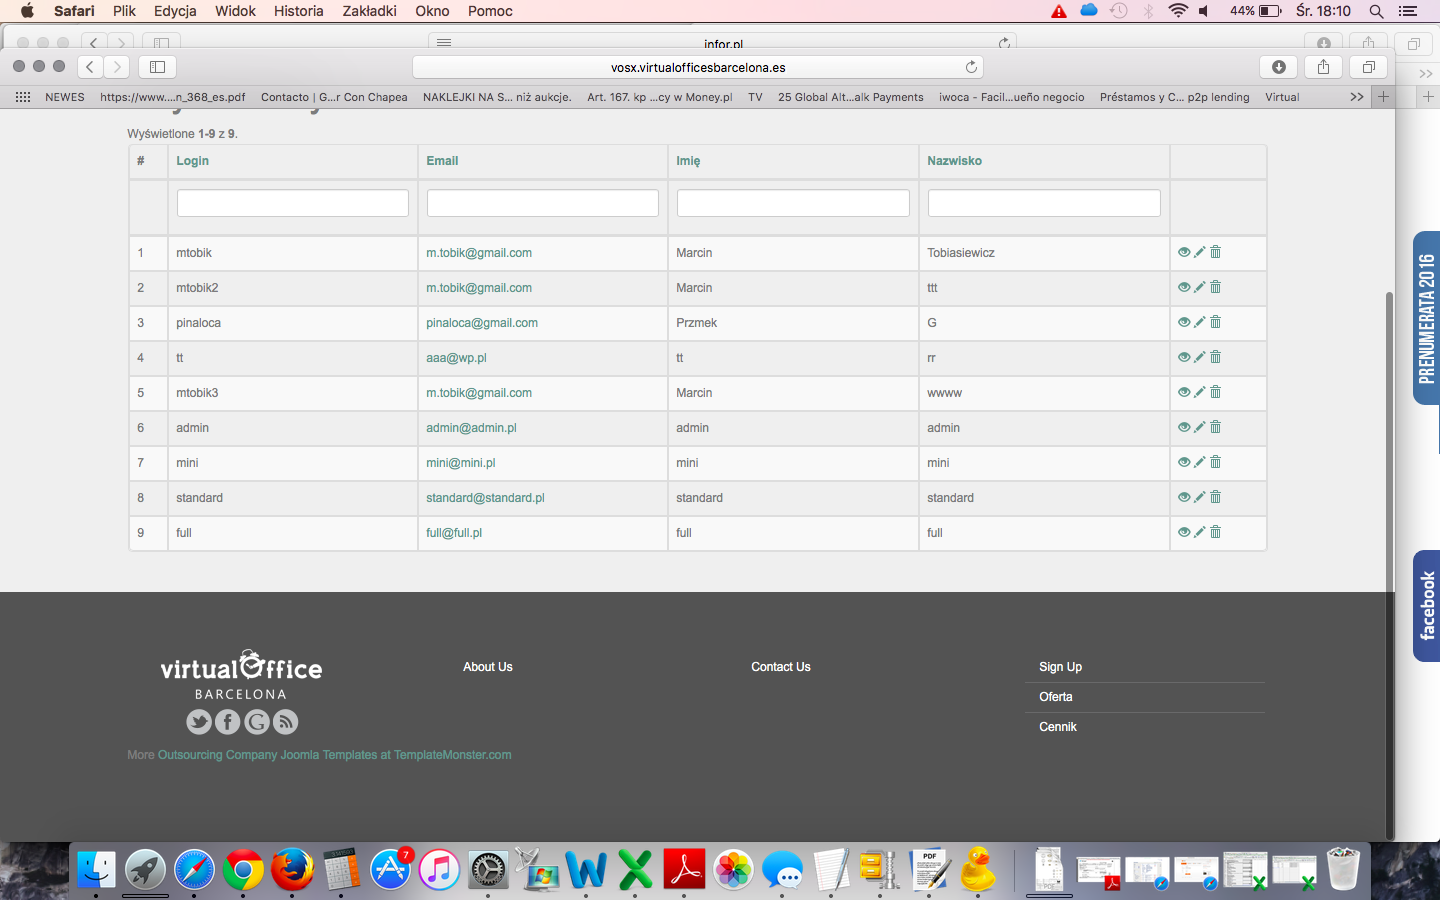 Safari Plik Edycja Widok Historia Zakładki Okno Pomoc 44% Śr. 18:10
infor.pl
vosx.virtualofficesbarcelona.es
NEWES https://www....n_368_es.pdf Contacto | G...r Con Chapea NAKLEJKI NA S... niż aukcje. Art. 167. kp ...cy w Money.pl TV 25 Global Alt...alk Payments iwoca - Facil...ueño negocio Préstamos y C... p2p lending Virtual >>
Wyświetlone 1-9 z 9.
# Login Email Imię Nazwisko
1 mtobik m.tobik@gmail.com Marcin Tobiasiewicz
2 mtobik2 m.tobik@gmail.com Marcin ttt
3 pinaloca pinaloca@gmail.com Przmek G
4 tt aaa@wp.pl tt rr
5 mtobik3 m.tobik@gmail.com Marcin wwww
6 admin admin@admin.pl admin admin
7 mini mini@mini.pl mini mini
8 standard standard@standard.pl standard standard
9 full full@full.pl full full
PRENUMERATA 2016
facebook
virtualOffice
BARCELONA
About Us
Contact Us
Sign Up
Oferta
Cennik
More Outsourcing Company Joomla Templates at TemplateMonster.com
7
PDF